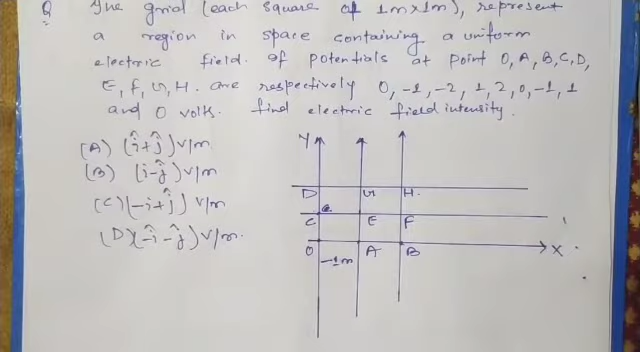 Q The grid (each square of 1m×1m), represent
a region in space containing a uniform
electric field. of potentials at point O, A, B, C, D,
E, F, G, H. are respectively 0, -1, -2, 1, 2, 0, -1, 1
and 0 volts. find electric field intensity.
(A) (î+ĵ) V/m
(B) (i-ĵ) V/m
(C) (-i+ĵ) V/m
(D) (-î-ĵ) V/m.
Y
D G H.
C E F
O A B X
-1m